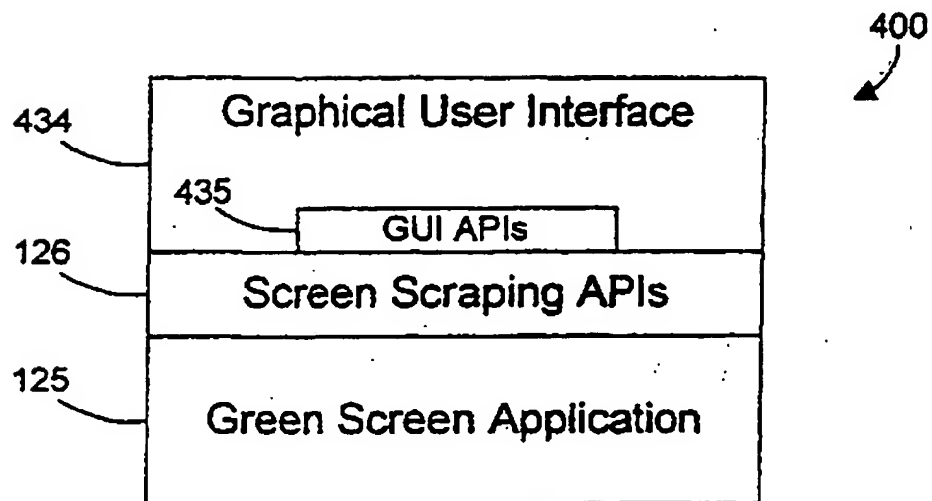 400
434
Graphical User Interface
435
GUI APIs
126
Screen Scraping APIs
125
Green Screen Application